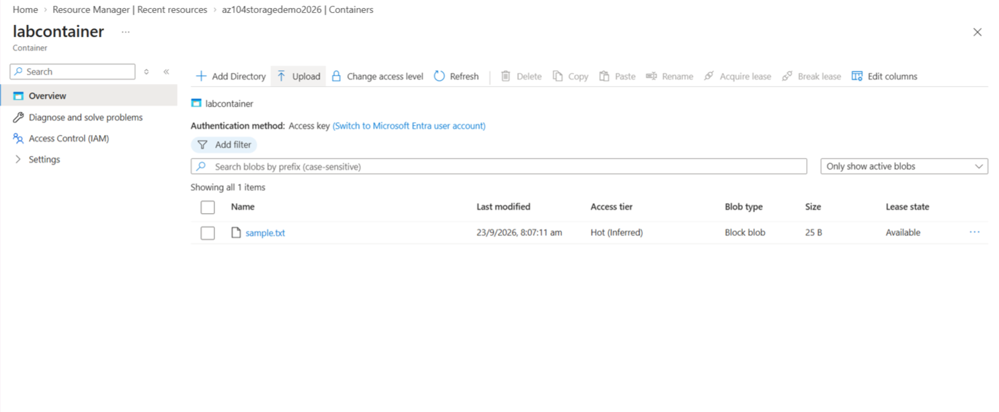 Home > Resource Manager | Recent resources > az104storagedemo2026 | Containers
labcontainer ...
Container
Search
Overview
Diagnose and solve problems
Access Control (IAM)
Settings
Add Directory Upload Change access level Refresh Delete Copy Paste Rename Acquire lease Break lease Edit columns
labcontainer
Authentication method: Access key (Switch to Microsoft Entra user account)
Add filter
Search blobs by prefix (case-sensitive) Only show active blobs
Showing all 1 items
Name Last modified Access tier Blob type Size Lease state
sample.txt 23/9/2026, 8:07:11 am Hot (Inferred) Block blob 25 B Available ...